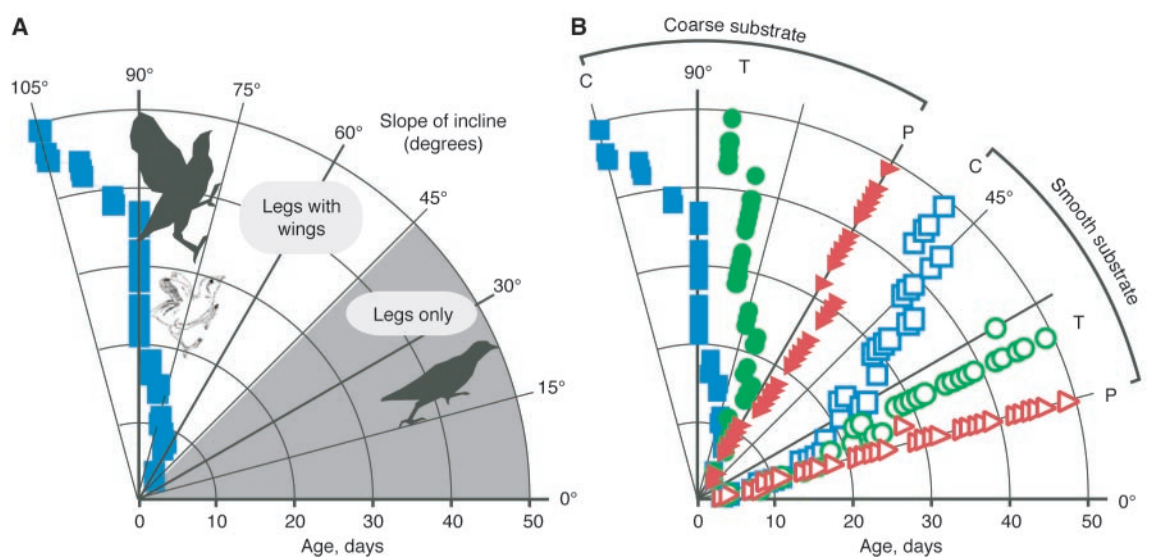 A
105°
90°
75°
60°
Slope of incline
(degrees)
45°
Legs with
wings
30°
Legs only
15°
0°
0 10 20 30 40 50
Age, days
B
Coarse substrate
C
90°
T
P
C
45°
Smooth substrate
T
P
0°
0 10 20 30 40 50
Age, days